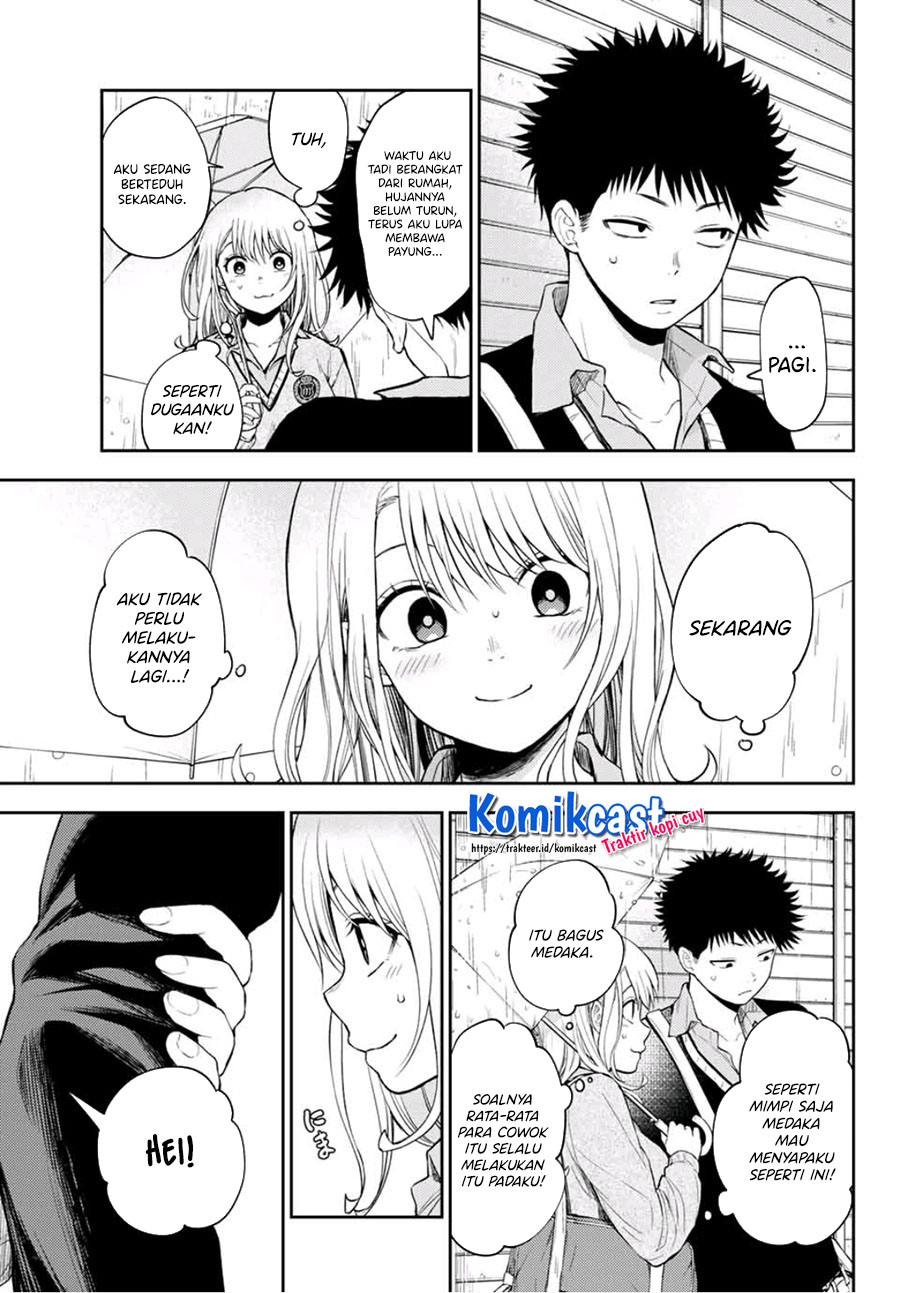 ...
PAGI.
WAKTU AKU
TADI BERANGKAT
DARI RUMAH,
HUJANNYA
BELUM TURUN,
TERUS AKU LUPA
MEMBAWA
PAYUNG...
TUH,
AKU SEDANG
BERTEDUH
SEKARANG.
SEPERTI
DUGAANKU
KAN!
SEKARANG
AKU TIDAK
PERLU
MELAKU-
KANNYA
LAGI...!
Komikcast
Traktir kopi cuy
https://trakteer.id/komikcast
ITU BAGUS
MEDAKA.
SEPERTI
MIMPI SAJA
MEDAKA
MAU
MENYAPAKU
SEPERTI INI!
SOALNYA
RATA-RATA
PARA COWOK
ITU SELALU
MELAKUKAN
ITU PADAKU!
にまぁ
HEI!